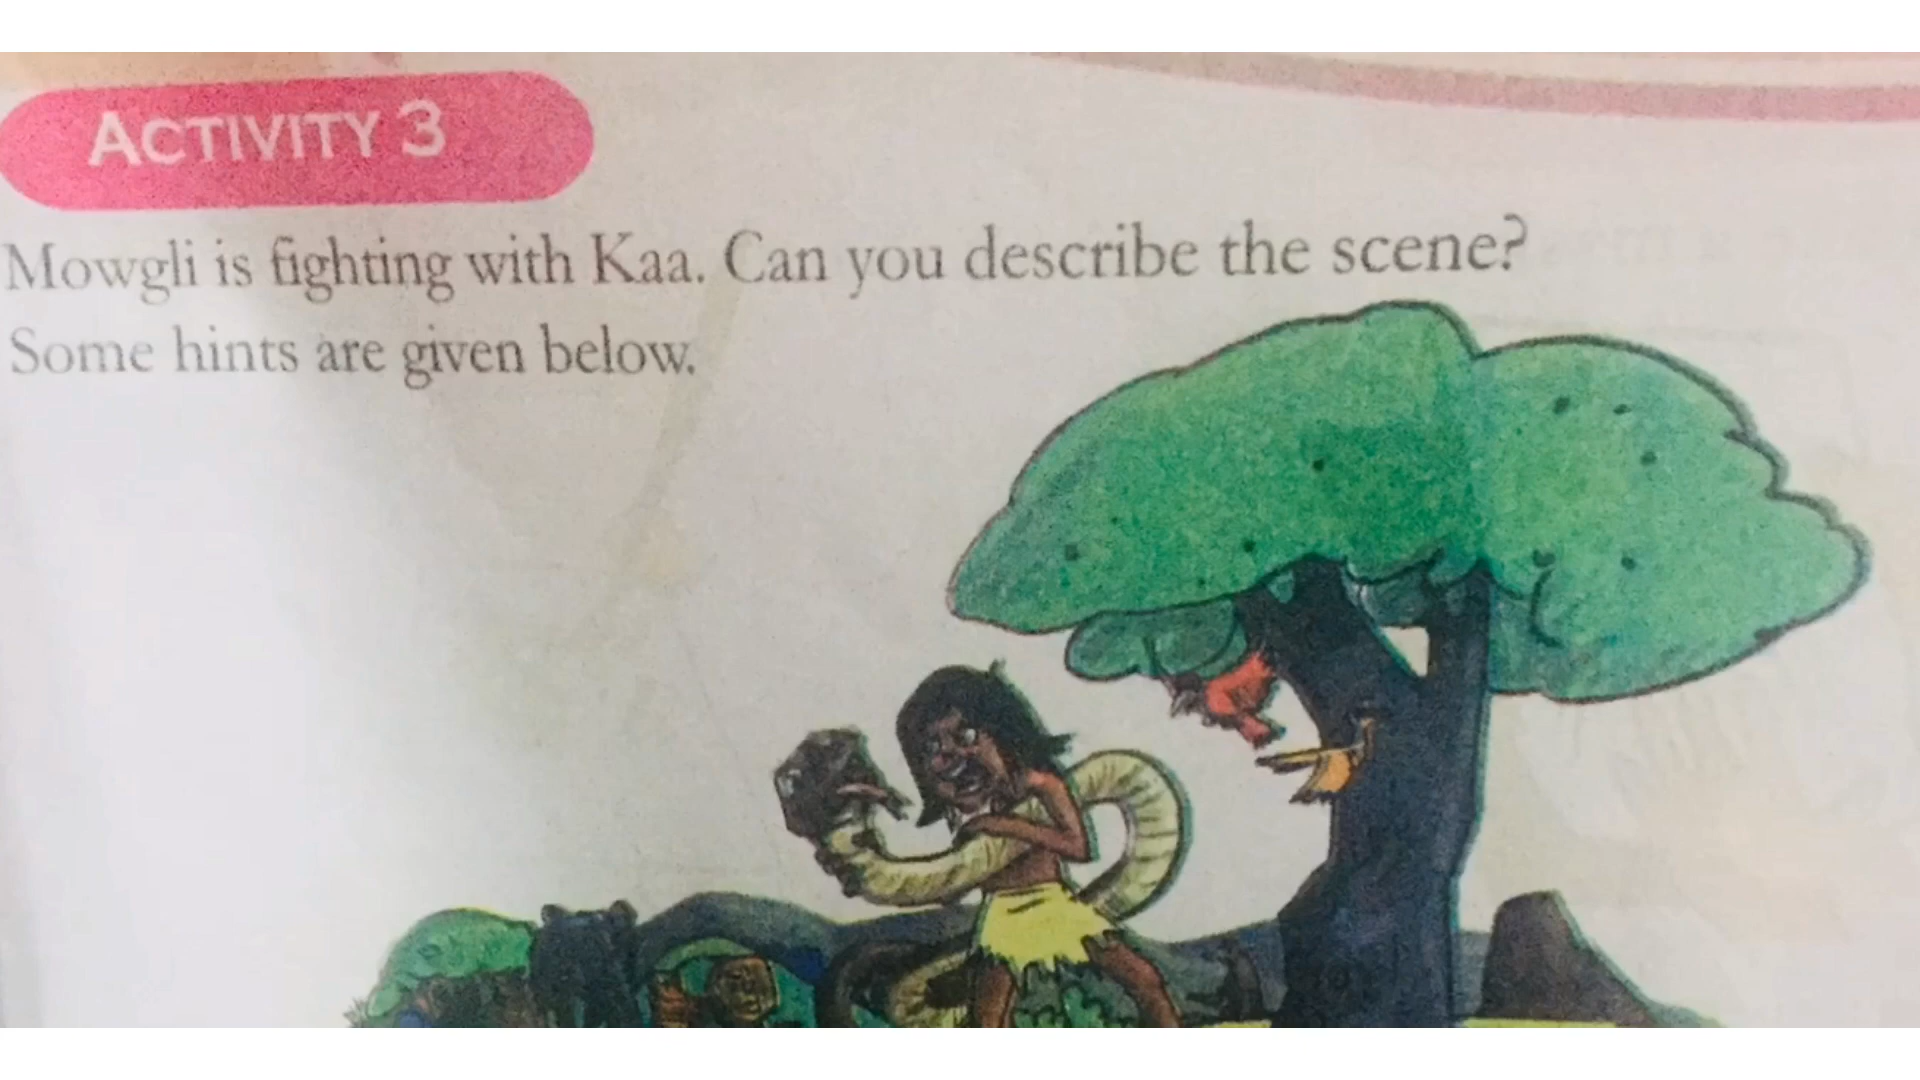 ACTIVITY 3
Mowgli is fighting with Kaa. Can you describe the scene?
Some hints are given below.